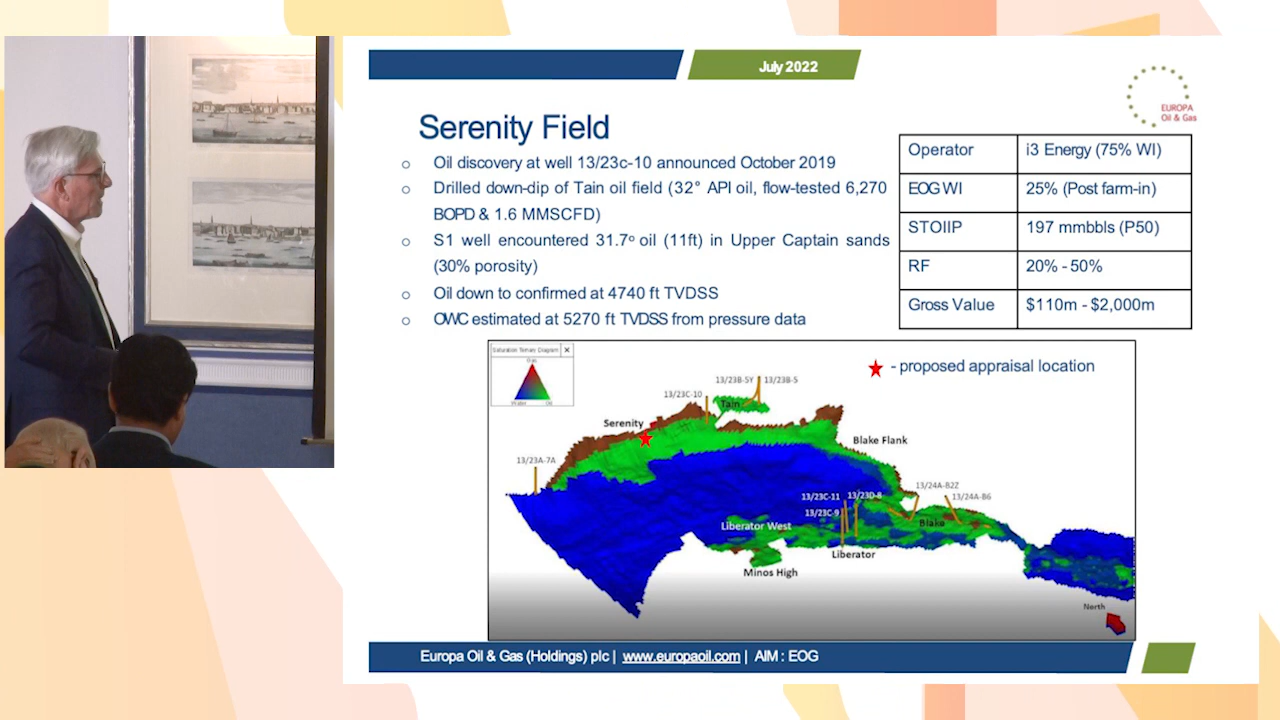 July 2022
EUROPA
Oil & Gas
Serenity Field
o Oil discovery at well 13/23c-10 announced October 2019
o Drilled down-dip of Tain oil field (32° API oil, flow-tested 6,270
BOPD & 1.6 MMSCFD)
o S1 well encountered 31.7º oil (11ft) in Upper Captain sands
(30% porosity)
o Oil down to confirmed at 4740 ft TVDSS
o OWC estimated at 5270 ft TVDSS from pressure data
Operator i3 Energy (75% WI)
EOG WI 25% (Post farm-in)
STOIIP 197 mmbbls (P50)
RF 20% - 50%
Gross Value $110m - $2,000m
Saturation Ternary Diagram
Gas
Water Oil
- proposed appraisal location
13/23B-5Y 13/23B-5
13/23C-10
Tain
Serenity
Blake Flank
13/23A-7A
13/24A-B2Z
13/23C-11 13/23D-8 13/24A-B6
13/23C-9
Liberator West Blake
Liberator
Minos High
North
Europa Oil & Gas (Holdings) plc | www.europaoil.com | AIM : EOG